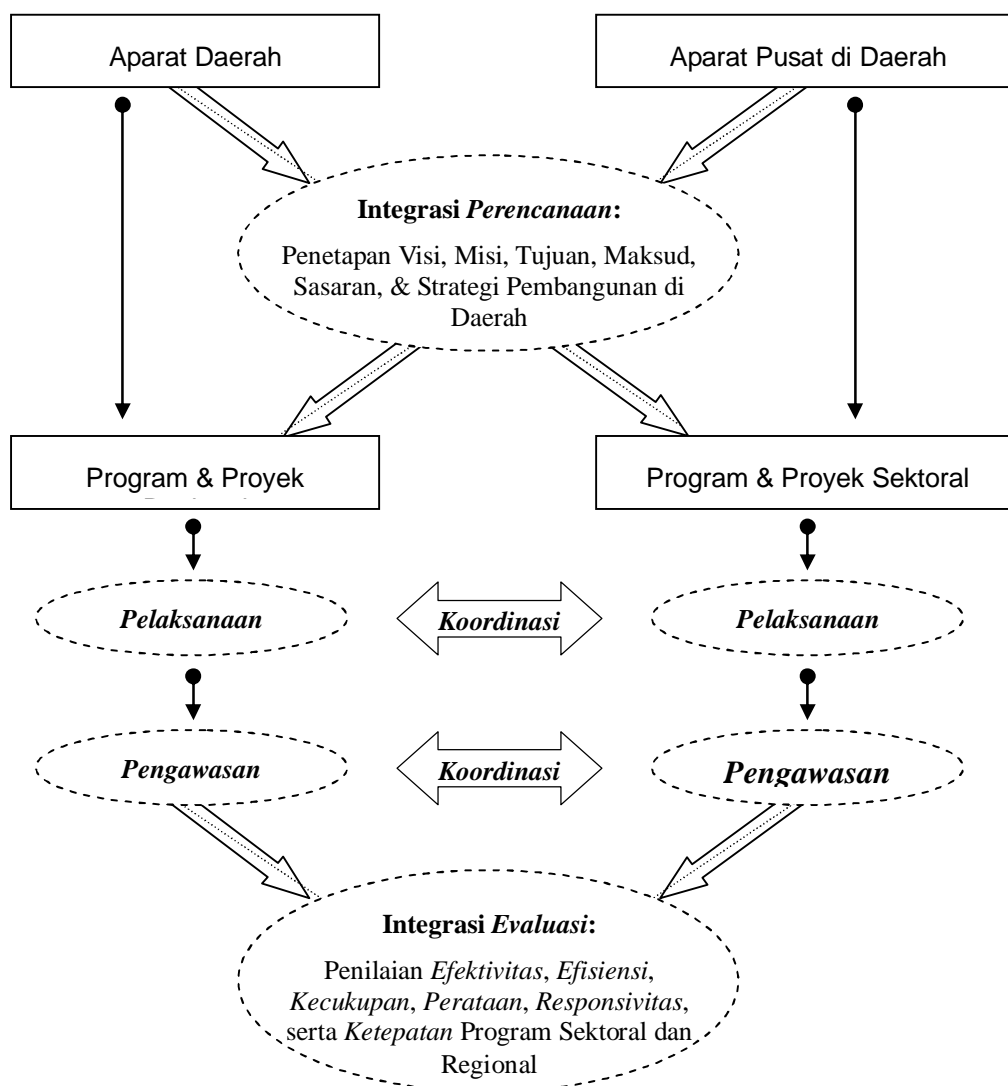 Aparat Daerah
Aparat Pusat di Daerah
Integrasi Perencanaan:
Penetapan Visi, Misi, Tujuan, Maksud,
Sasaran, & Strategi Pembangunan di
Daerah
Program & Proyek
Program & Proyek Sektoral
Pelaksanaan
Koordinasi
Pelaksanaan
Pengawasan
Koordinasi
Pengawasan
Integrasi Evaluasi:
Penilaian Efektivitas, Efisiensi,
Kecukupan, Perataan, Responsivitas,
serta Ketepatan Program Sektoral dan
Regional